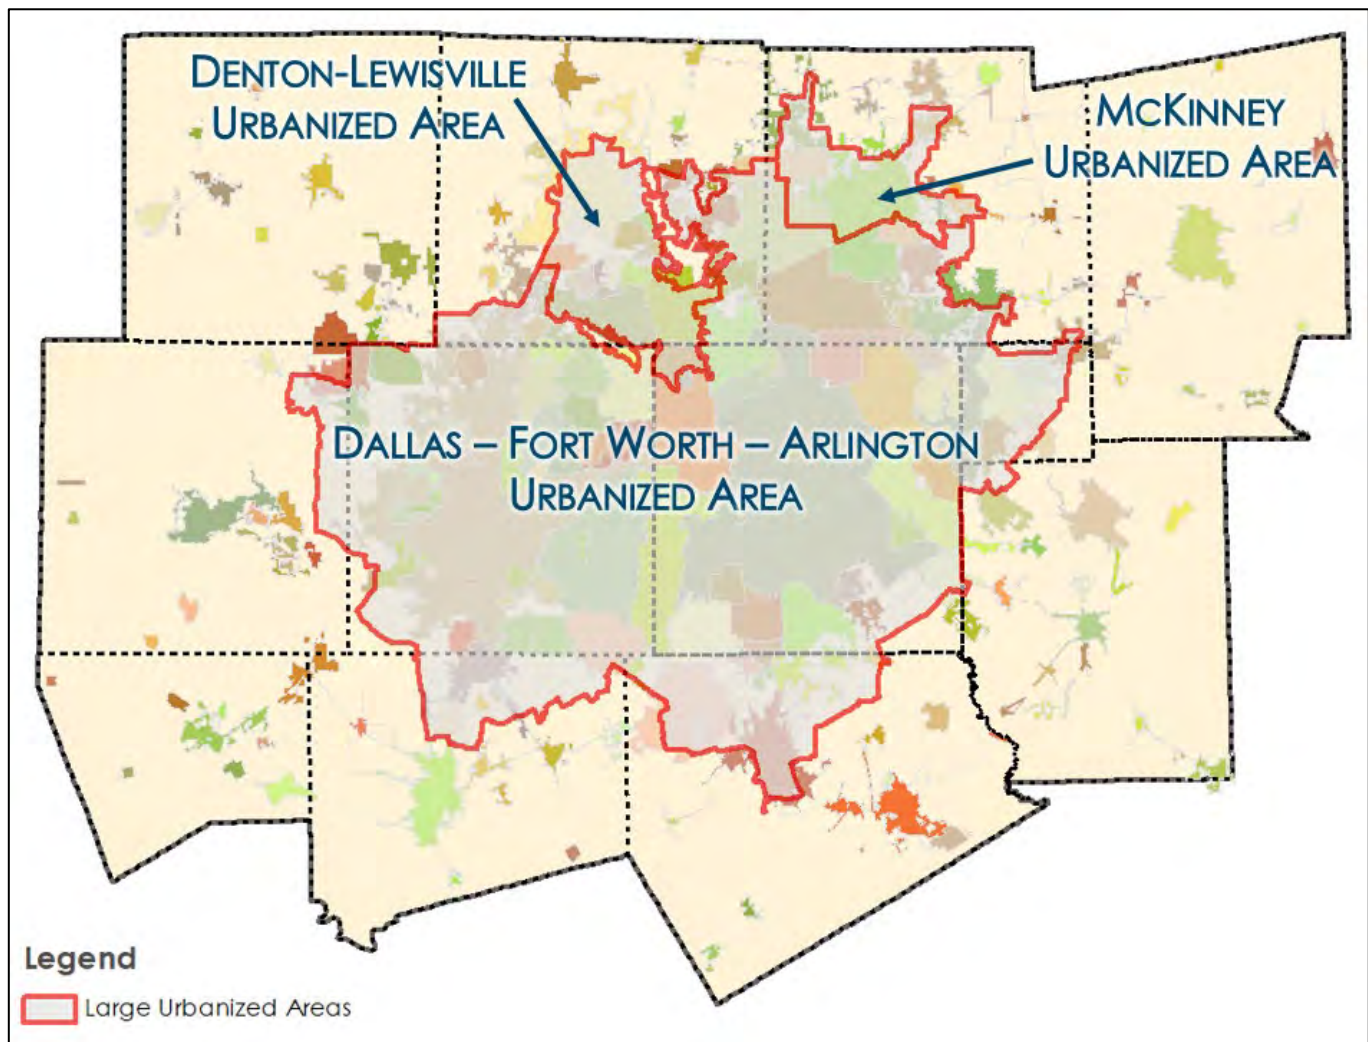 DENTON-LEWISVILLE
URBANIZED AREA
MCKINNEY
URBANIZED AREA
DALLAS – FORT WORTH – ARLINGTON
URBANIZED AREA
Legend
Large Urbanized Areas